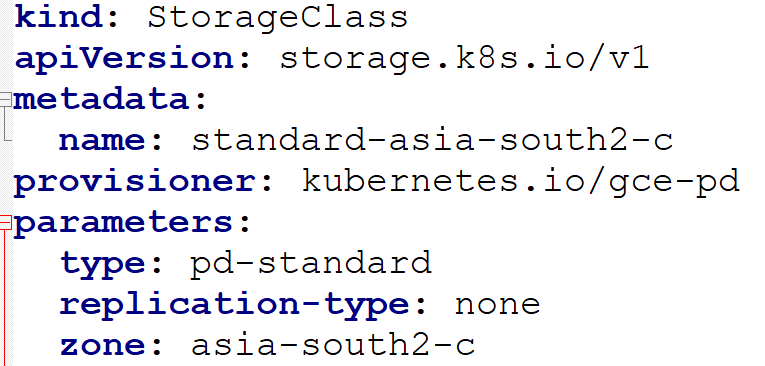 kind: StorageClass
apiVersion: storage.k8s.io/v1
metadata:
  name: standard-asia-south2-c
provisioner: kubernetes.io/gce-pd
parameters:
  type: pd-standard
  replication-type: none
  zone: asia-south2-c